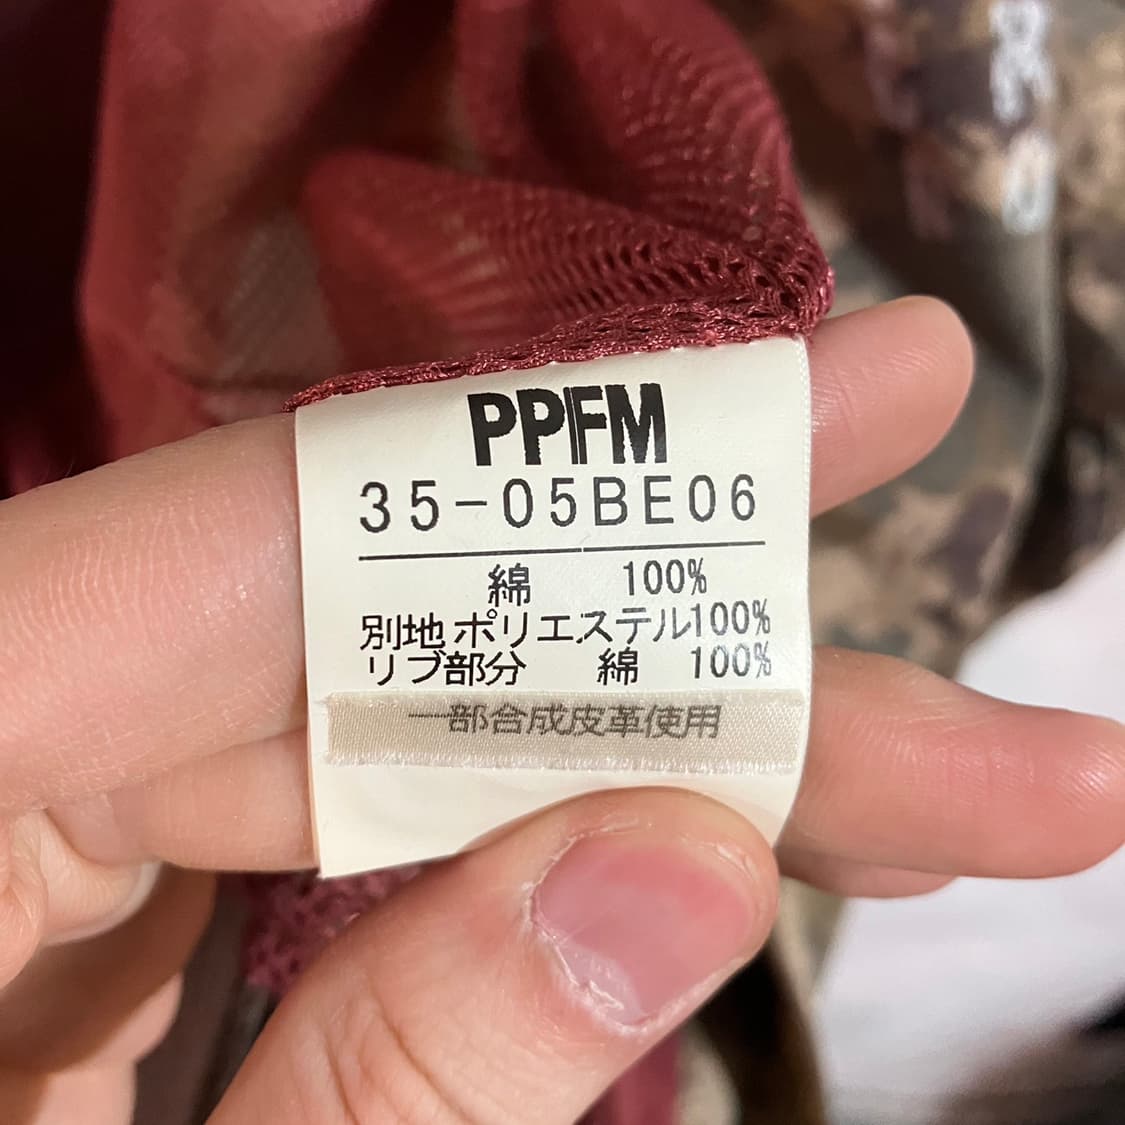 PPFM
35-05BE06
綿 100%
別地 ポリエステル100%
リブ部分 綿 100%
一部合成皮革使用